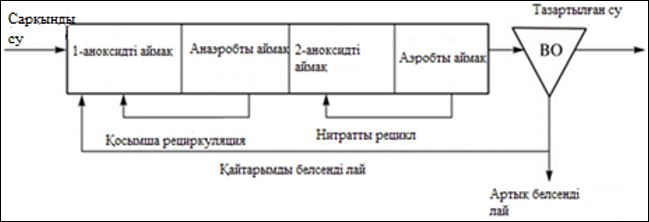 Сарқынды
су
Тазартылған су
1-аноксидті аймақ
Анаэробты аймақ
2-аноксидті
аймақ
Аэробты аймақ
ВО
Қосымша рециркуляция
Нитратты рецикл
Қайтарымды белсенді лай
Артық белсенді
лай